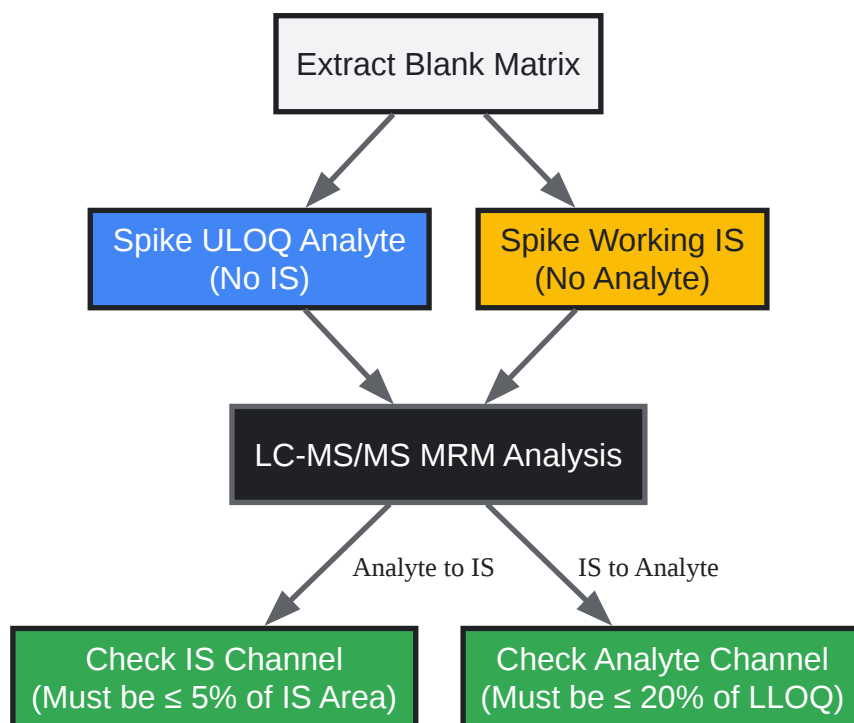 Extract Blank Matrix
Spike ULOQ Analyte
(No IS)
Spike Working IS
(No Analyte)
LC-MS/MS MRM Analysis
Analyte to IS
IS to Analyte
Check IS Channel
(Must be ≤ 5% of IS Area)
Check Analyte Channel
(Must be ≤ 20% of LLOQ)